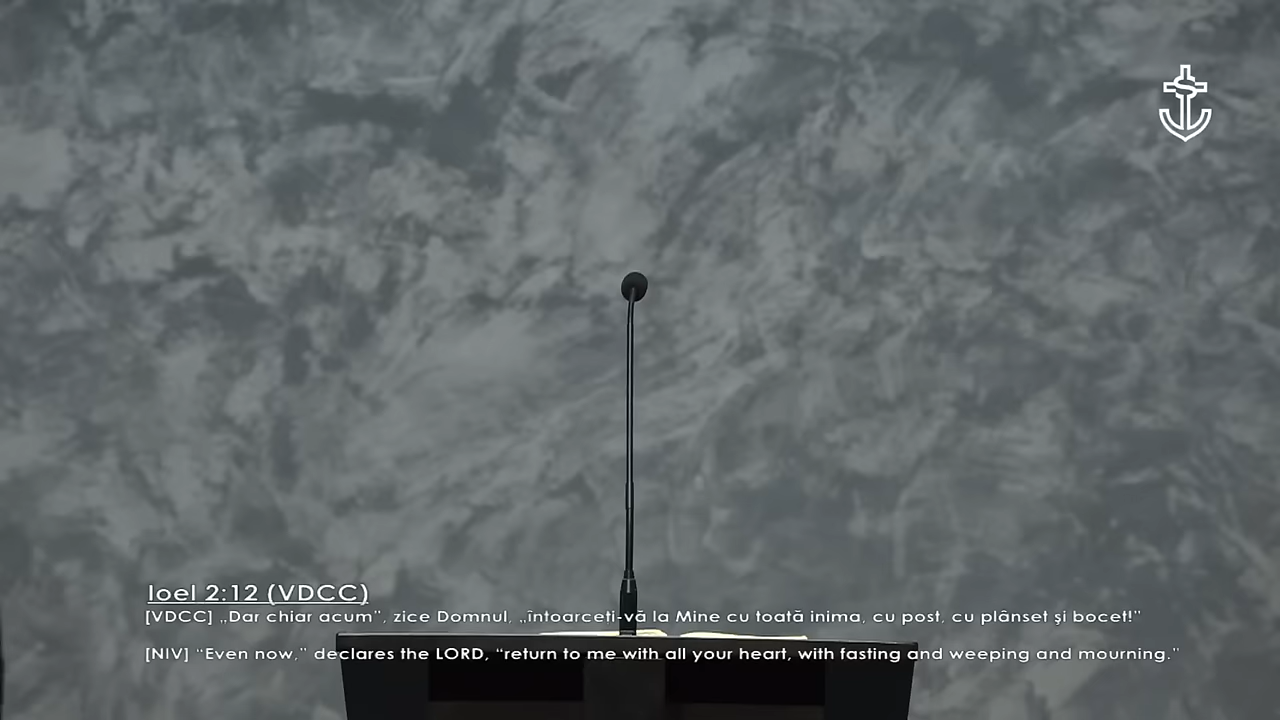 Ioel 2:12 (VDCC)
[VDCC] „Dar chiar acum”, zice Domnul, „întoarceti-vă la Mine cu toată inima, cu post, cu plânset şi bocet!”
[NIV] “Even now,” declares the LORD, “return to me with all your heart, with fasting and weeping and mourning.”